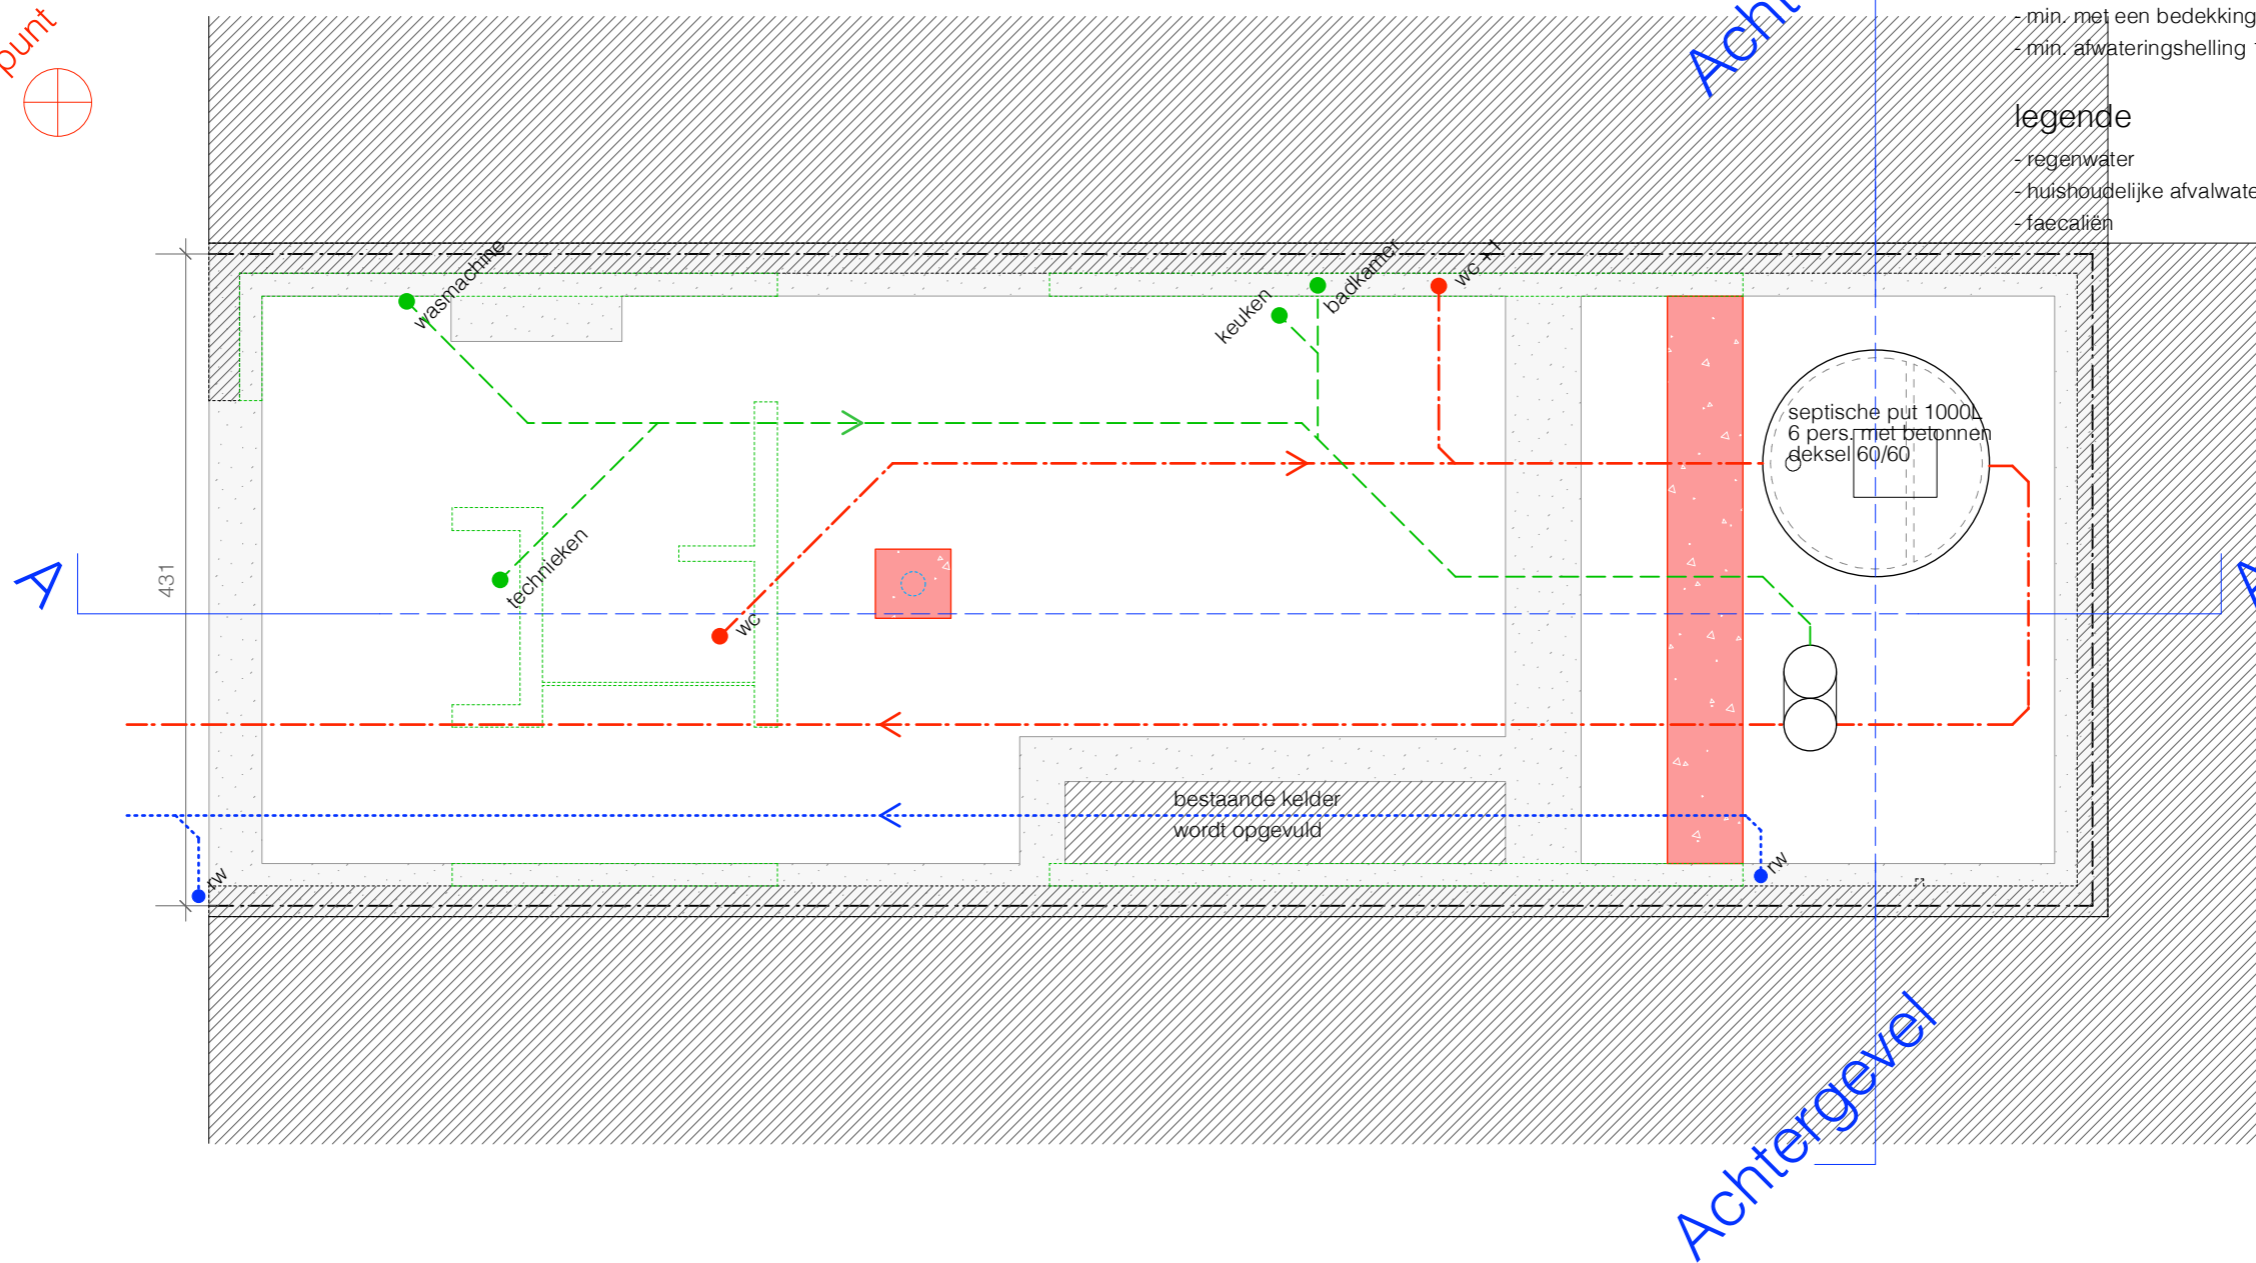 punt
Acht
- min. met een bedekking
- min. afwateringshelling
legende
- regenwater
- huishoudelijke afvalwate
- faecaliën
wasmachine
keuken
badkamer
wc +1
septische put 1000L
6 pers. met betonnen
deksel 60/60
technieken
wc
431
A
A
bestaande kelder
wordt opgevuld
rw
rw
Achtergevel